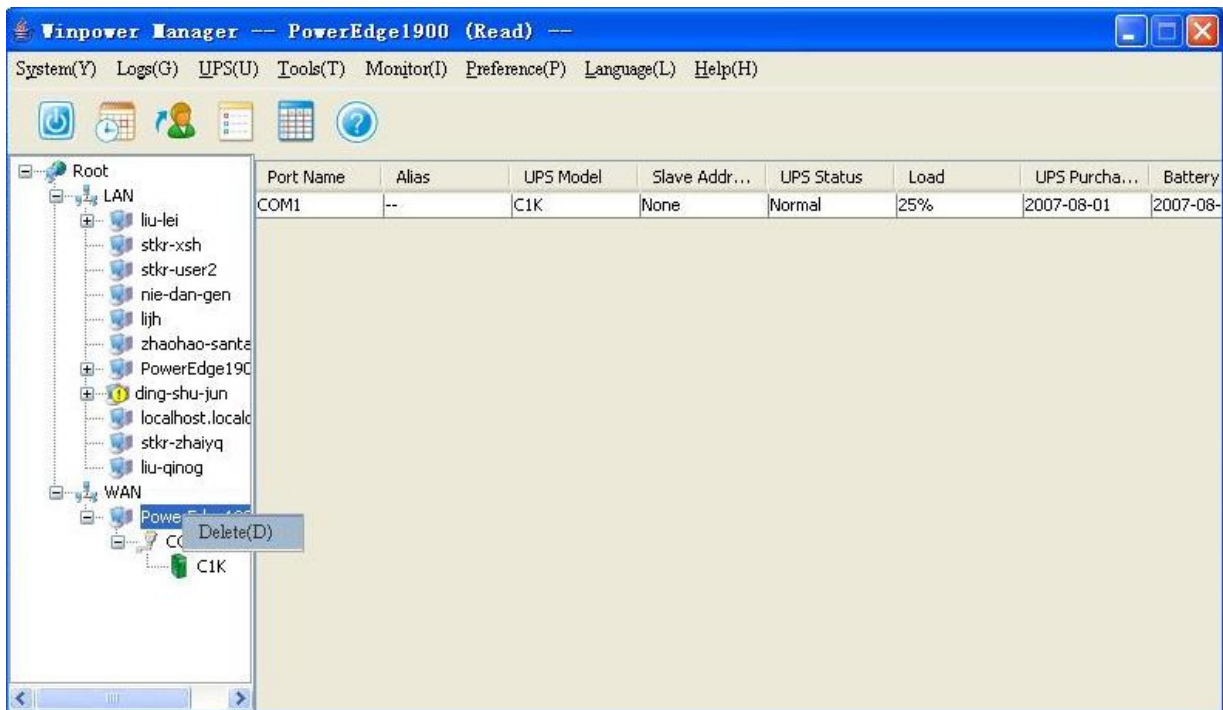 Winpower Manager -- PowerEdge1900 (Read) --
System(Y) Logs(G) UPS(U) Tools(T) Monitor(I) Preference(P) Language(L) Help(H)
Root
LAN
liu-lei
stkr-xsh
stkr-user2
nie-dan-gen
lijh
zhaohao-santa
PowerEdge190
ding-shu-jun
localhost.locald
stkr-zhaiyq
liu-qinog
WAN
Delete(D)
C1K
Port Name Alias UPS Model Slave Addr... UPS Status Load UPS Purcha... Battery
COM1 -- C1K None Normal 25% 2007-08-01 2007-08-